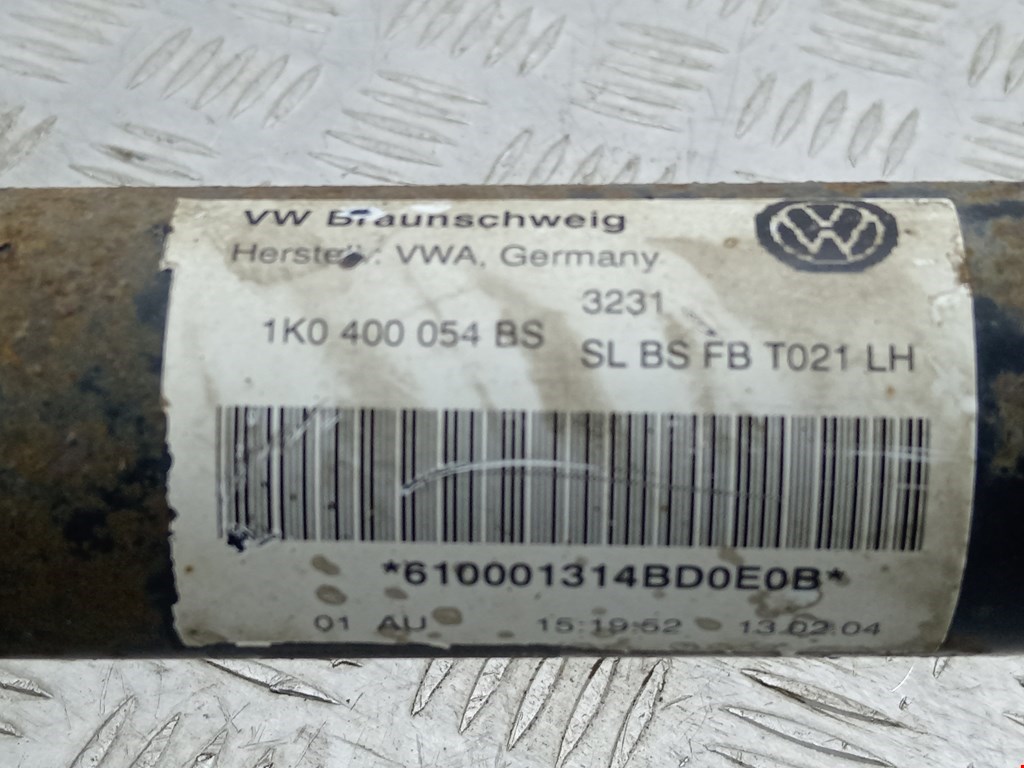 VW Braunschweig
Herstell.: VWA, Germany
3231
1K0 400 054 BS
SL BS FB T021 LH
*610001314BD0E0B*
01 AU 15:19:52 13.02.04